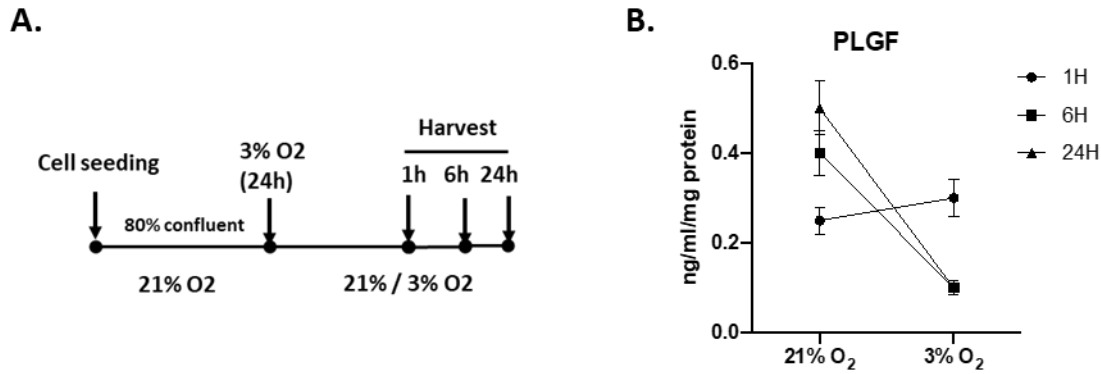 A.
Cell seeding
80% confluent
21% O2
3% O2
(24h)
Harvest
1h 6h 24h
21% / 3% O2
B.
PLGF
ng/ml/mg protein
0.6
0.4
0.2
0.0
21% O₂ 3% O₂
1H
6H
24H